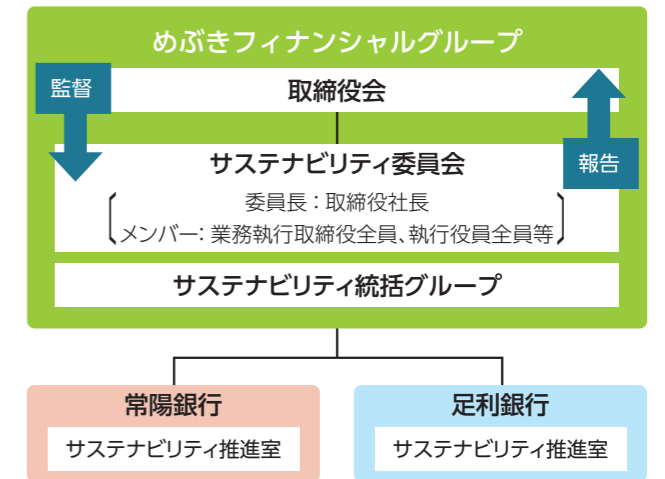 めぶきフィナンシャルグループ
監督
取締役会
サステナビリティ委員会
報告
委員長：取締役社長
メンバー：業務執行取締役全員、執行役員全員等
サステナビリティ統括グループ
常陽銀行
サステナビリティ推進室
足利銀行
サステナビリティ推進室